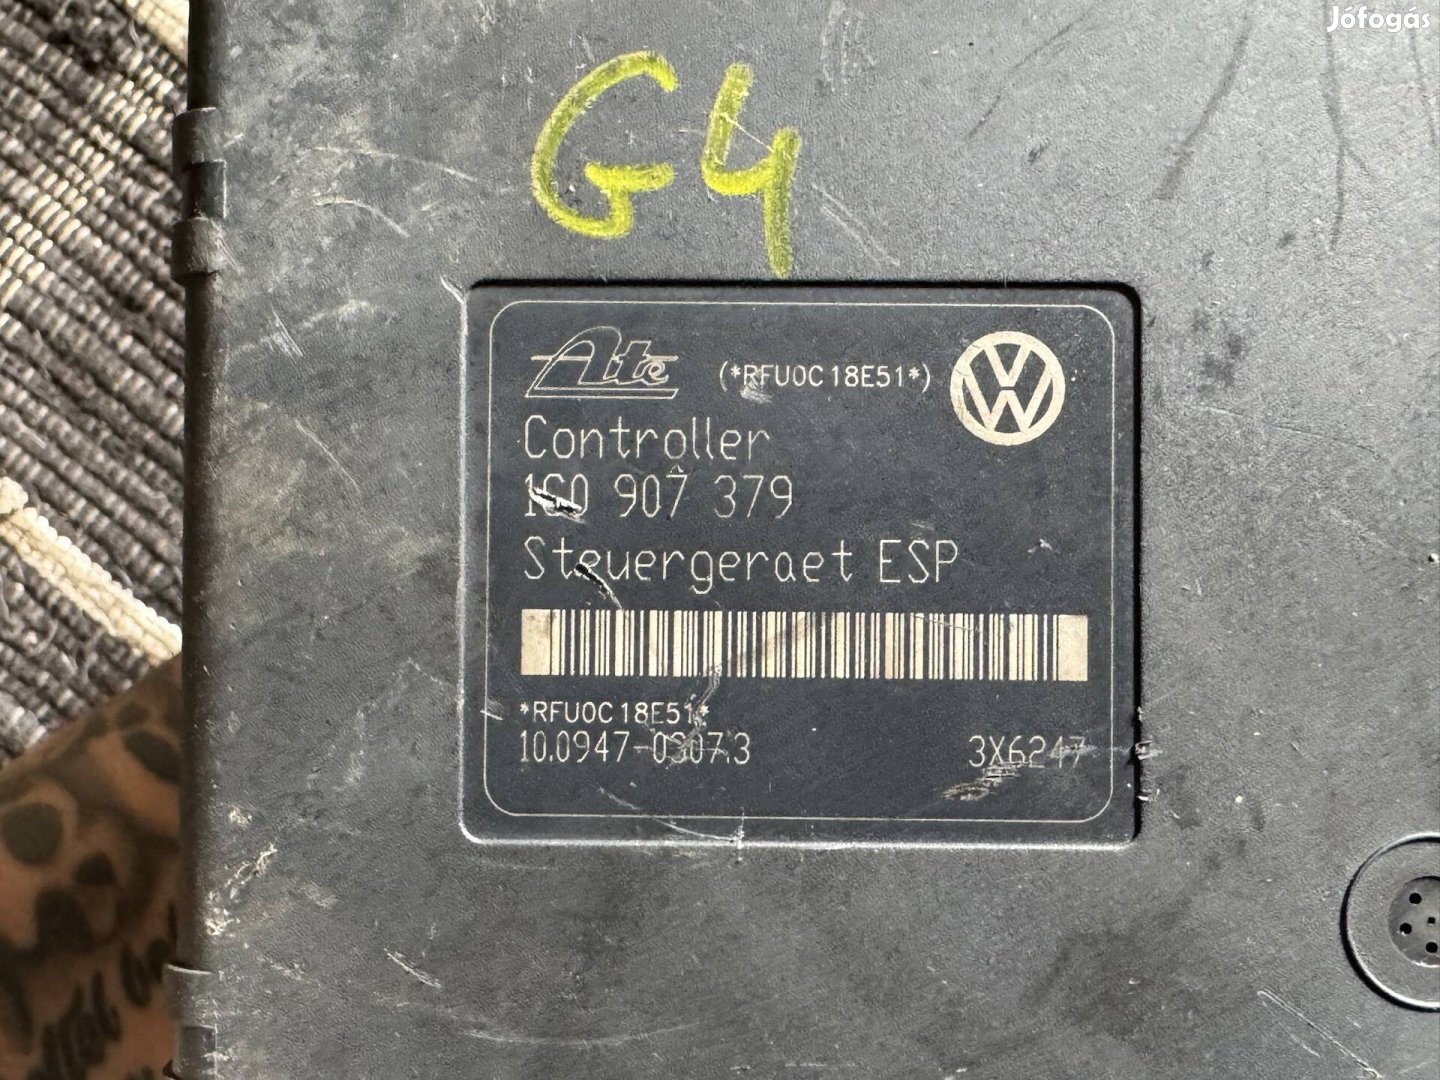 Jófogás
G4
Ate (*RFU0C18E51*)
Controller
1C0 907 379
Steuergeraet ESP
*RFU0C18E51*
10.0947-0307.3 3X6247